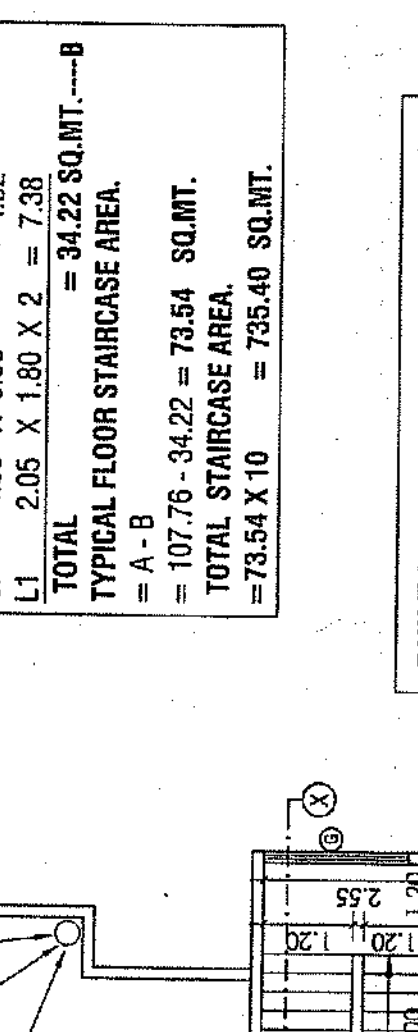 L1 2.05 X 1.80 X 2 = 7.38
TOTAL = 34.22 SQ.MT.----B
TYPICAL FLOOR STAIRCASE AREA.
= A - B
= 107.76 - 34.22 = 73.54 SQ.MT.
TOTAL STAIRCASE AREA.
=73.54 X 10 = 735.40 SQ.MT.
X
G
2.55
1.20
1.20